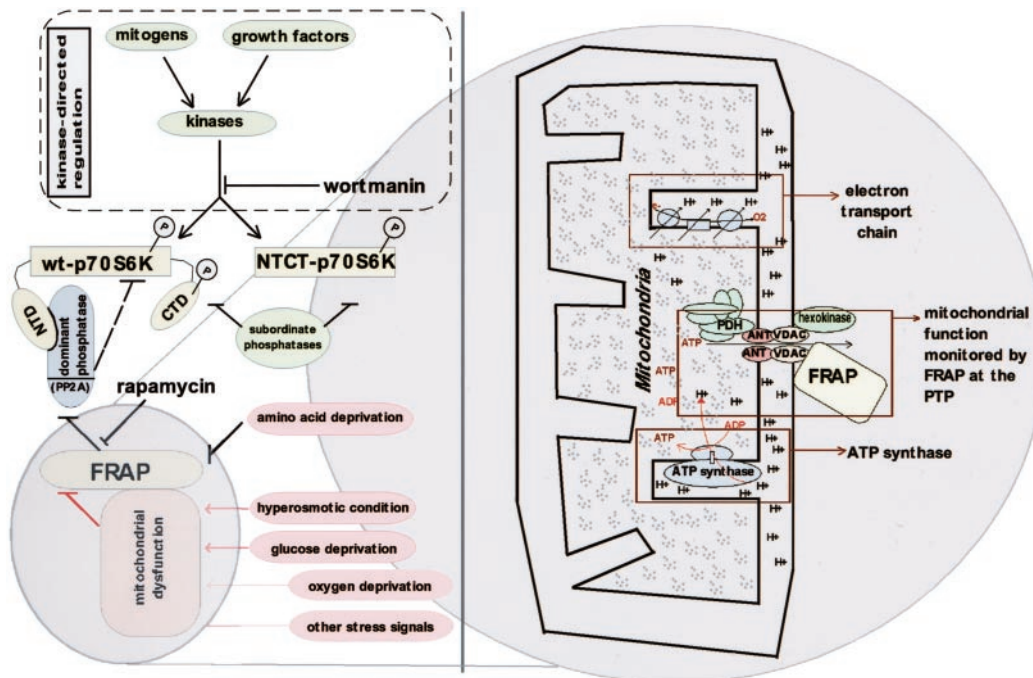 kinase-directed
regulation
mitogens
growth factors
kinases
wortmanin
P
wt-p70S6K
P
NTD
dominant
phosphatase
(PP2A)
CTD
P
NTCT-p70S6K
subordinate
phosphatases
rapamycin
FRAP
amino acid deprivation
mitochondrial
dysfunction
hyperosmotic condition
glucose deprivation
oxygen deprivation
other stress signals
Mitochondria
H+
H+
H+
H+
H+
H+
H+
H+
H+ H+
H+ H+ H+
e-
O2
electron
transport
chain
H+
H+
H+
H+
H+
H+
H+
PDH
hexokinase
ANT VDAC
ANT VDAC
ATP
ATP
ADP
FRAP
H+
H+
H+
mitochondrial
function
monitored by
FRAP at the
PTP
ADP
ATP
ATP synthase
H+ H+
H+
H+
H+
H+
H+
H+
H+
H+
ATP synthase